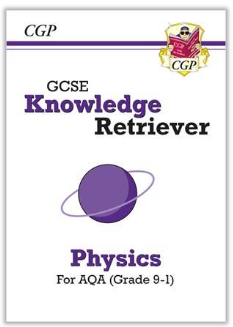 CGP
CGP
GCSE
Knowledge
Retriever
Physics
For AQA (Grade 9-1)